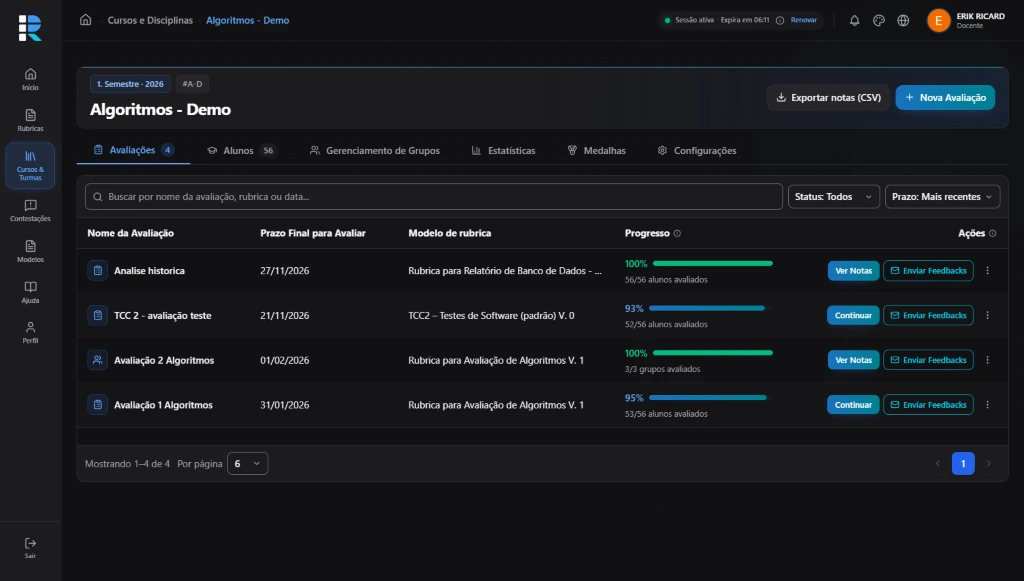 Cursos e Disciplinas
Algoritmos - Demo
Sessão ativa · Expira em 06:11
Renovar
E
ERIK RICARD
Docente
Início
Rubricas
Cursos & Turmas
Contestações
Modelos
Ajuda
Perfil
Sair
1. Semestre - 2026
#A-D
Algoritmos - Demo
Exportar notas (CSV)
+ Nova Avaliação
Avaliações 4
Alunos 56
Gerenciamento de Grupos
Estatísticas
Medalhas
Configurações
Buscar por nome da avaliação, rubrica ou data...
Status: Todos
Prazo: Mais recentes
Nome da Avaliação
Prazo Final para Avaliar
Modelo de rubrica
Progresso
Ações
Analise historica
27/11/2026
Rubrica para Relatório de Banco de Dados - ...
100%
56/56 alunos avaliados
Ver Notas
Enviar Feedbacks
TCC 2 - avaliação teste
21/11/2026
TCC2 – Testes de Software (padrão) V. 0
93%
52/56 alunos avaliados
Continuar
Enviar Feedbacks
Avaliação 2 Algoritmos
01/02/2026
Rubrica para Avaliação de Algoritmos V. 1
100%
3/3 grupos avaliados
Ver Notas
Enviar Feedbacks
Avaliação 1 Algoritmos
31/01/2026
Rubrica para Avaliação de Algoritmos V. 1
95%
53/56 alunos avaliados
Continuar
Enviar Feedbacks
Mostrando 1–4 de 4
Por página
6
1